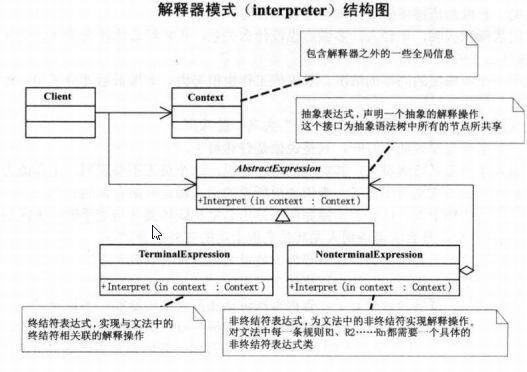 解释器模式（interpreter）结构图
包含解释器之外的一些全局信息
Client
Context
抽象表达式，声明一个抽象的解释操作，
这个接口为抽象语法树中所有的节点所共享
AbstractExpression
+Interpret(in context : Context)
TerminalExpression
+Interpret(in context : Context)
NonterminalExpression
+Interpret(in context : Context)
终结符表达式，实现与文法中的
终结符相关联的解释操作
非终结符表达式，为文法中的非终结符实现解释操作。
对文法中每一条规则R1、R2……Rn都需要一个具体的
非终结符表达式类